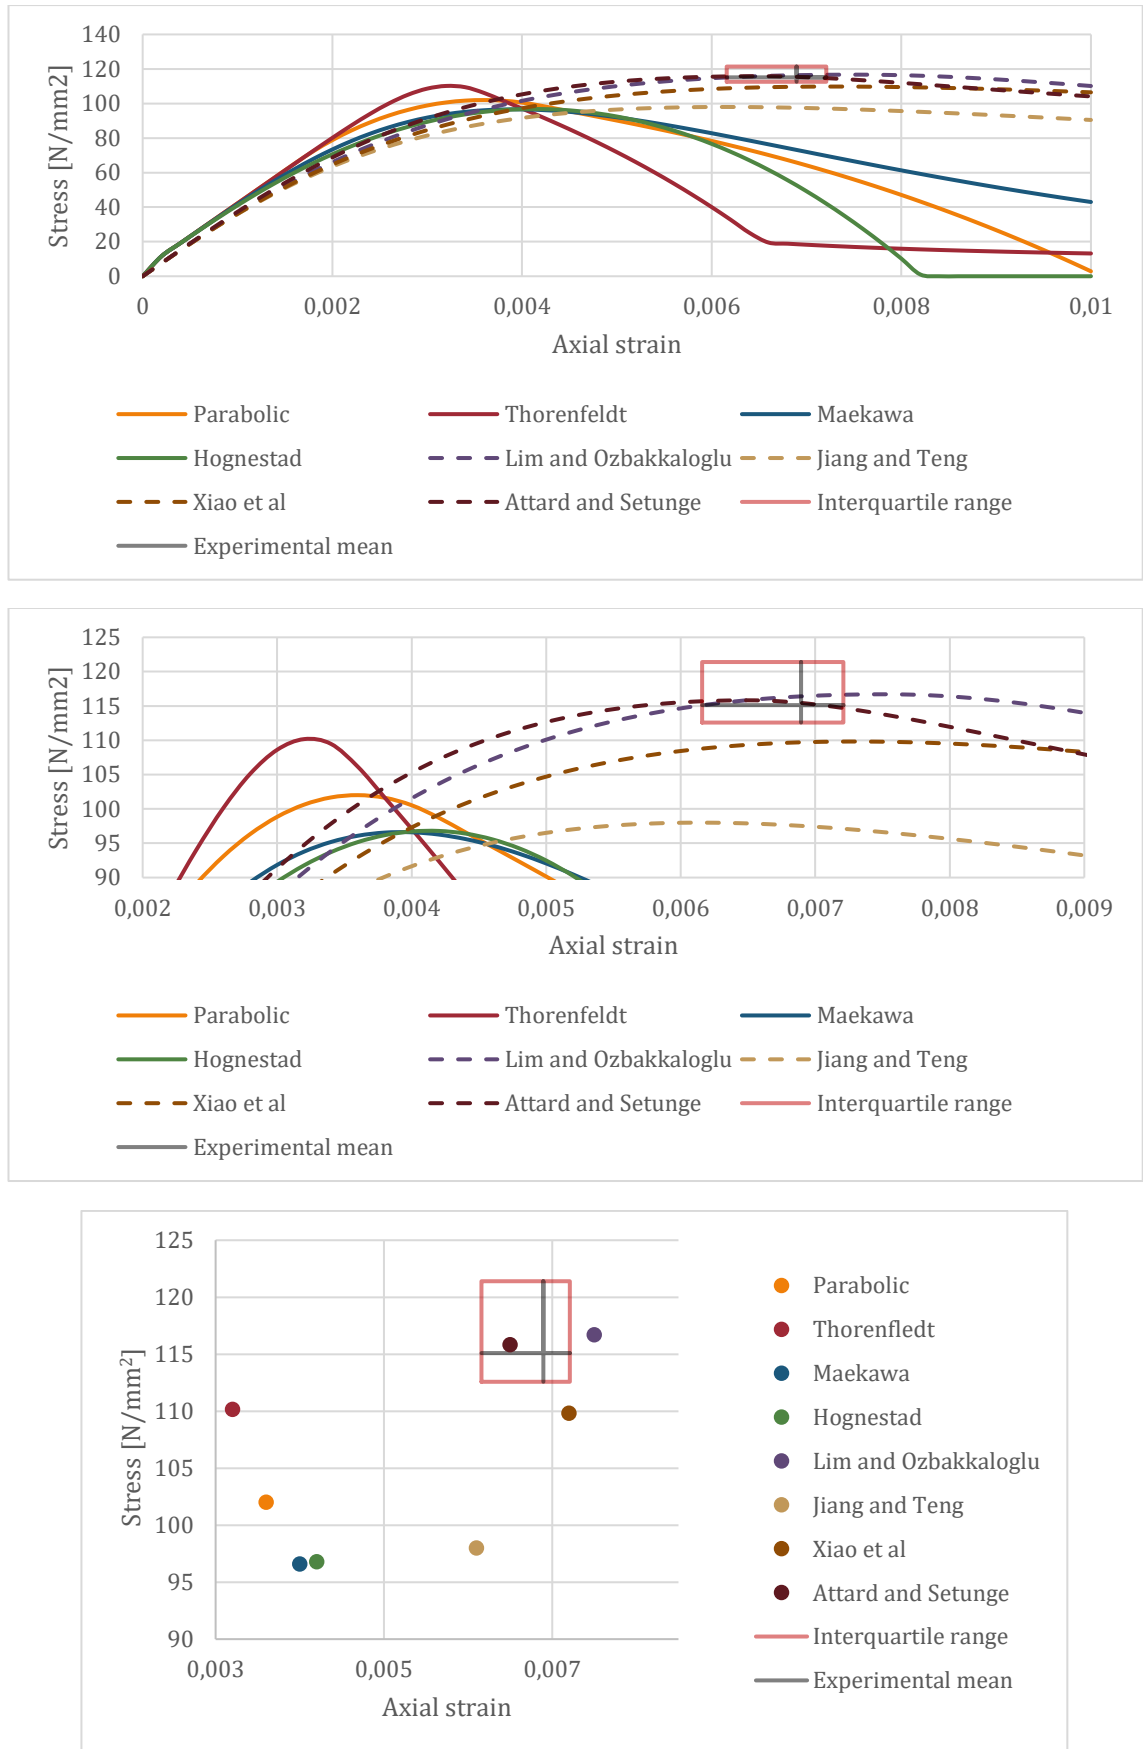 140
120
100
80
60
40
20
0
Stress [N/mm2]
0 0,002 0,004 0,006 0,008 0,01
Axial strain
Parabolic Thorenfeldt Maekawa
Hognestad Lim and Ozbakkaloglu Jiang and Teng
Xiao et al Attard and Setunge Interquartile range
Experimental mean
125
120
115
110
105
100
95
90
Stress [N/mm2]
0,002 0,003 0,004 0,005 0,006 0,007 0,008 0,009
Axial strain
Parabolic Thorenfeldt Maekawa
Hognestad Lim and Ozbakkaloglu Jiang and Teng
Xiao et al Attard and Setunge Interquartile range
Experimental mean
125
120
115
110
105
100
95
90
Stress [N/mm²]
0,003 0,005 0,007
Axial strain
Parabolic
Thorenfledt
Maekawa
Hognestad
Lim and Ozbakkaloglu
Jiang and Teng
Xiao et al
Attard and Setunge
Interquartile range
Experimental mean